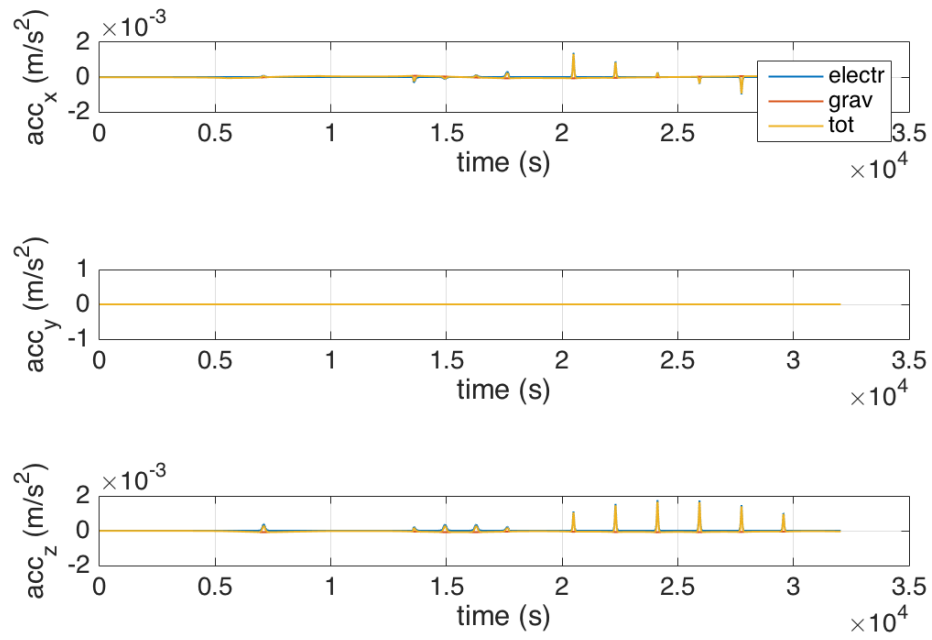 ×10⁻³
acc_x (m/s²)
2
0
-2
0 0.5 1 1.5 2 2.5 3 3.5
time (s)
×10⁴
electr
grav
tot
acc_y (m/s²)
1
0
-1
0 0.5 1 1.5 2 2.5 3 3.5
time (s)
×10⁴
×10⁻³
acc_z (m/s²)
2
0
-2
0 0.5 1 1.5 2 2.5 3 3.5
time (s)
×10⁴